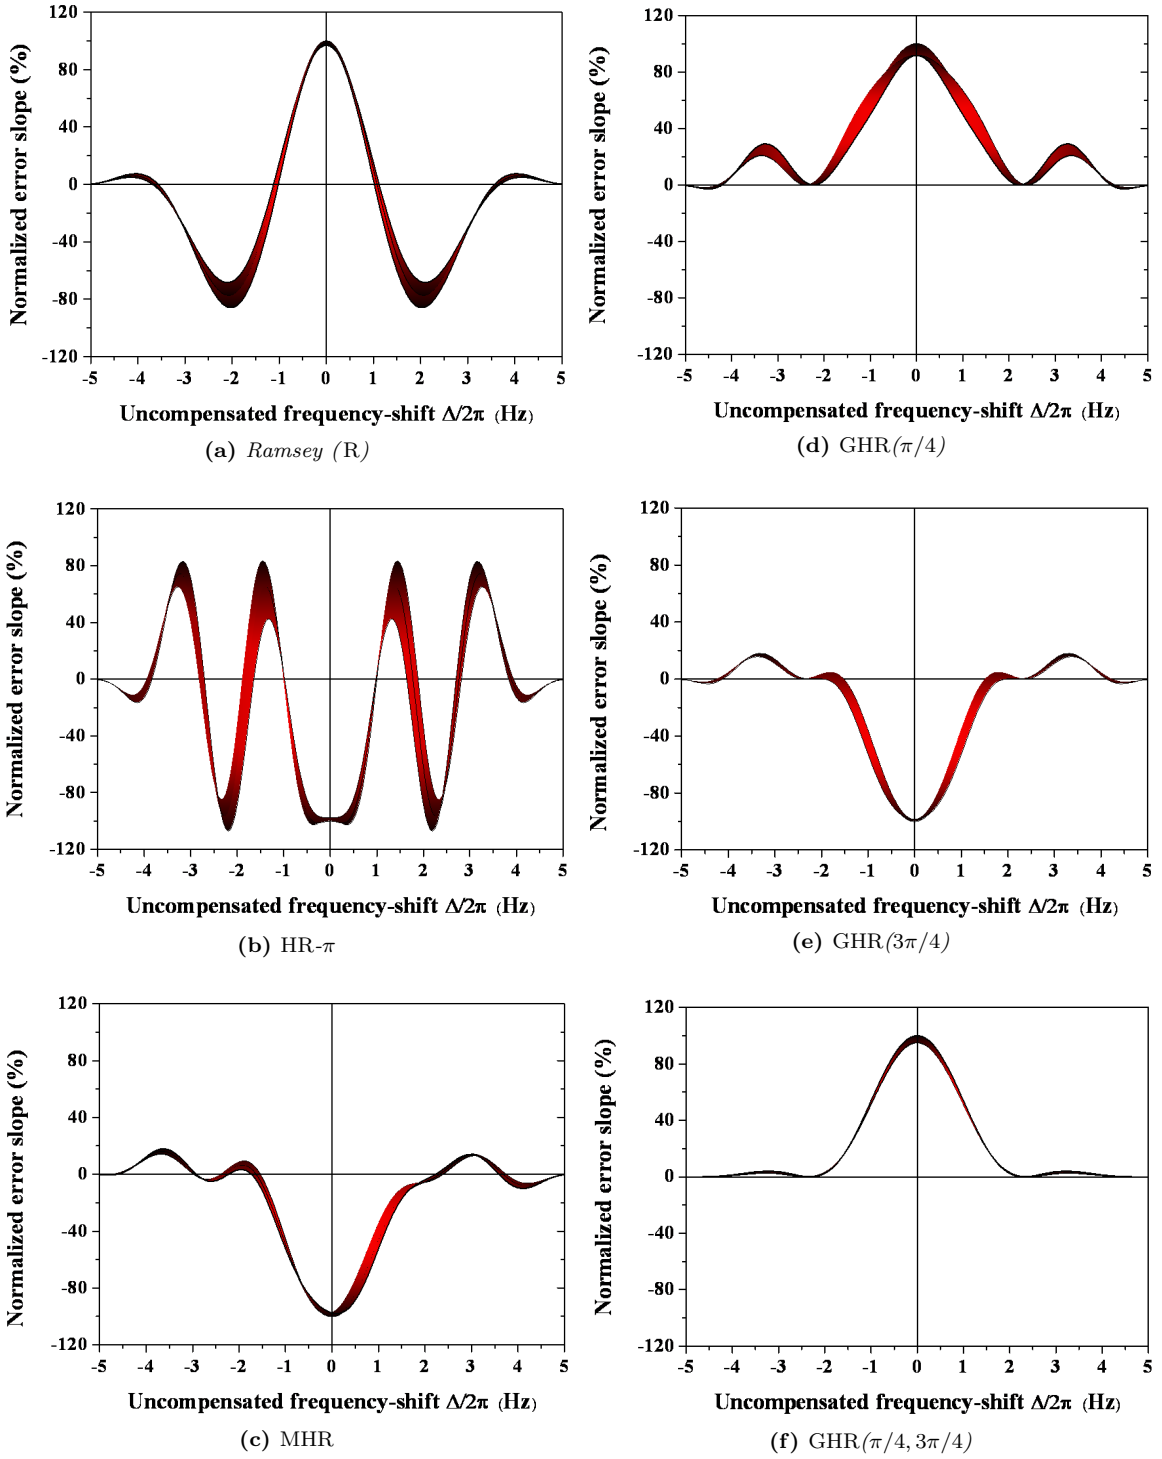 Normalized error slope (%)
120
80
40
0
-40
-80
-120
-5 -4 -3 -2 -1 0 1 2 3 4 5
Uncompensated frequency-shift Δ/2π (Hz)
(a) Ramsey (R)
Normalized error slope (%)
120
80
40
0
-40
-80
-120
-5 -4 -3 -2 -1 0 1 2 3 4 5
Uncompensated frequency-shift Δ/2π (Hz)
(d) GHR(π/4)
Normalized error slope (%)
120
80
40
0
-40
-80
-120
-5 -4 -3 -2 -1 0 1 2 3 4 5
Uncompensated frequency-shift Δ/2π (Hz)
(b) HR-π
Normalized error slope (%)
120
80
40
0
-40
-80
-120
-5 -4 -3 -2 -1 0 1 2 3 4 5
Uncompensated frequency-shift Δ/2π (Hz)
(e) GHR(3π/4)
Normalized error slope (%)
120
80
40
0
-40
-80
-120
-5 -4 -3 -2 -1 0 1 2 3 4 5
Uncompensated frequency-shift Δ/2π (Hz)
(c) MHR
Normalized error slope (%)
120
80
40
0
-40
-80
-120
-5 -4 -3 -2 -1 0 1 2 3 4 5
Uncompensated frequency-shift Δ/2π (Hz)
(f) GHR(π/4, 3π/4)